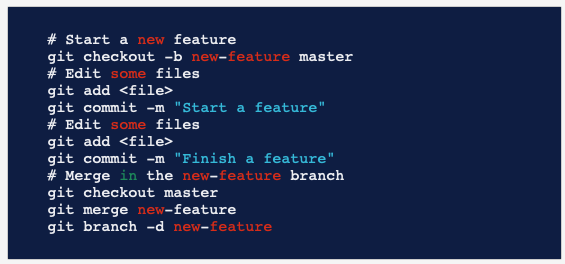 # Start a new feature
git checkout -b new-feature master
# Edit some files
git add <file>
git commit -m "Start a feature"
# Edit some files
git add <file>
git commit -m "Finish a feature"
# Merge in the new-feature branch
git checkout master
git merge new-feature
git branch -d new-feature